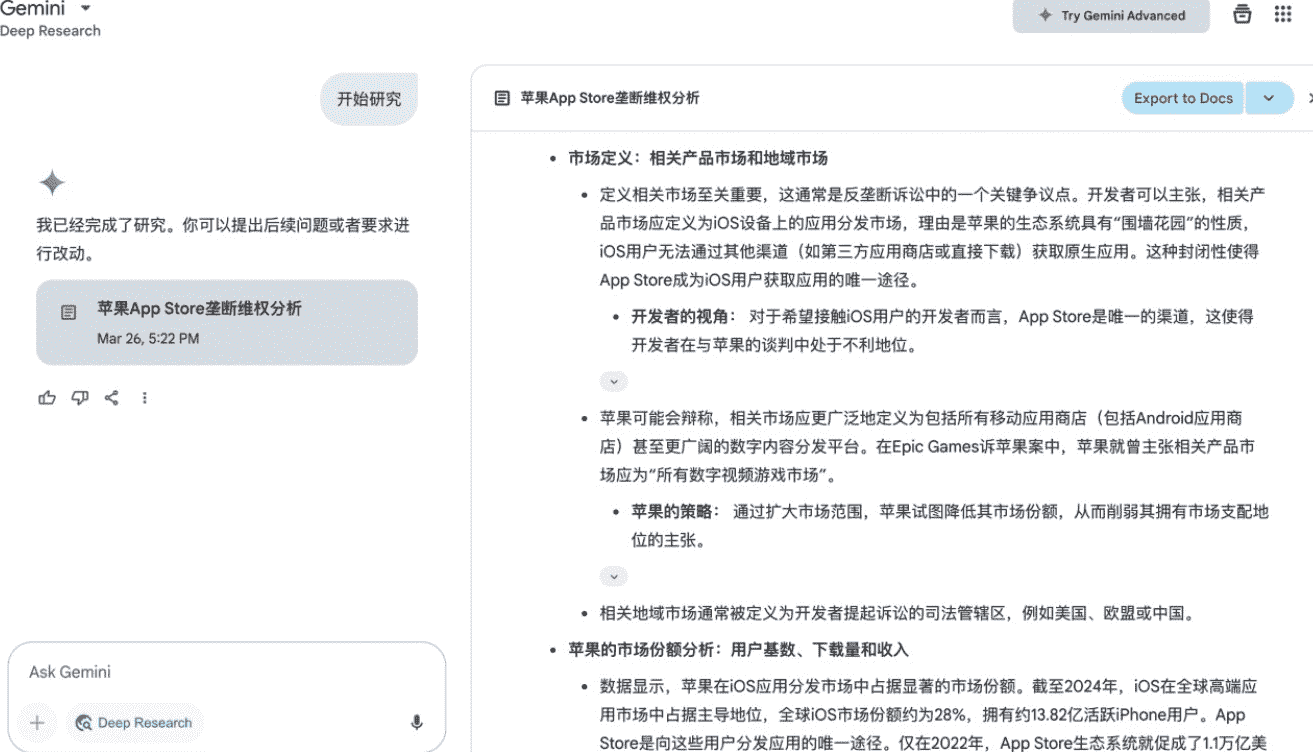 Gemini
Deep Research
Try Gemini Advanced
开始研究
我已经完成了研究。你可以提出后续问题或者要求进
行改动。
苹果App Store垄断维权分析
Mar 26, 5:22 PM
Ask Gemini
Deep Research
苹果App Store垄断维权分析
Export to Docs
• 市场定义：相关产品市场和地域市场
• 定义相关市场至关重要，这通常是反垄断诉讼中的一个关键争议点。开发者可以主张，相关产
品市场应定义为iOS设备上的应用分发市场，理由是苹果的生态系统具有“围墙花园”的性质，
iOS用户无法通过其他渠道（如第三方应用商店或直接下载）获取原生应用。这种封闭性使得
App Store成为iOS用户获取应用的唯一途径。
• 开发者的视角： 对于希望接触iOS用户的开发者而言，App Store是唯一的渠道，这使得
开发者在与苹果的谈判中处于不利地位。
• 苹果可能会辩称，相关市场应更广泛地定义为包括所有移动应用商店（包括Android应用商
店）甚至更广阔的数字内容分发平台。在Epic Games诉苹果案中，苹果就曾主张相关产品市
场应为“所有数字视频游戏市场”。
• 苹果的策略： 通过扩大市场范围，苹果试图降低其市场份额，从而削弱其拥有市场支配地
位的主张。
• 相关地域市场通常被定义为开发者提起诉讼的司法管辖区，例如美国、欧盟或中国。
• 苹果的市场份额分析：用户基数、下载量和收入
• 数据显示，苹果在iOS应用分发市场中占据显著的市场份额。截至2024年，iOS在全球高端应
用市场中占据主导地位，全球iOS市场份额约为28%，拥有约13.82亿活跃iPhone用户。App
Store是向这些用户分发应用的唯一途径。仅在2022年，App Store生态系统就促成了1.1万亿美